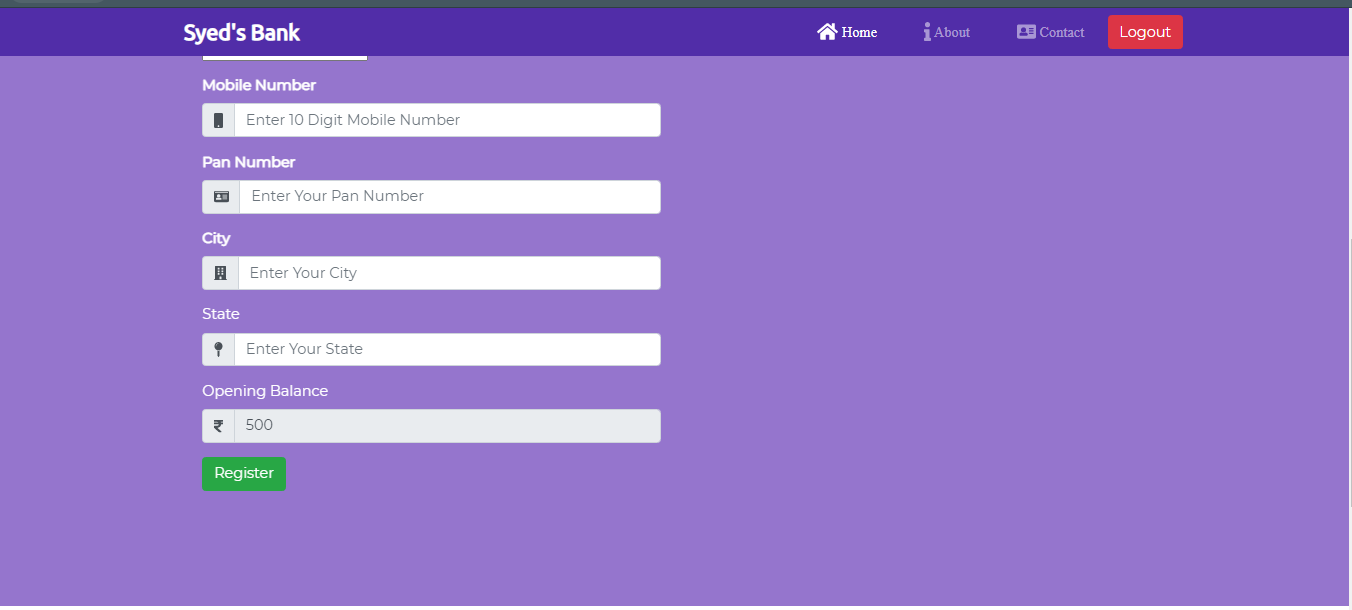 Syed's Bank Home About Contact Logout
Mobile Number
Enter 10 Digit Mobile Number
Pan Number
Enter Your Pan Number
City
Enter Your City
State
Enter Your State
Opening Balance
₹ 500
Register